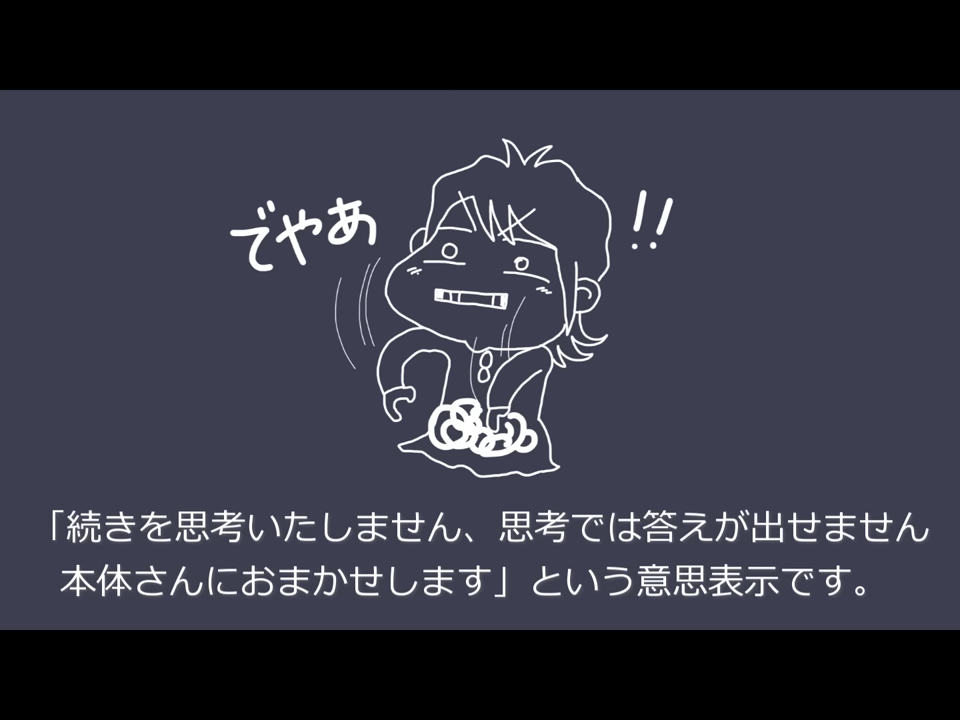 でやあ
!!
「続きを思考いたしません、思考では答えが出せません
本体さんにおまかせします」という意思表示です。